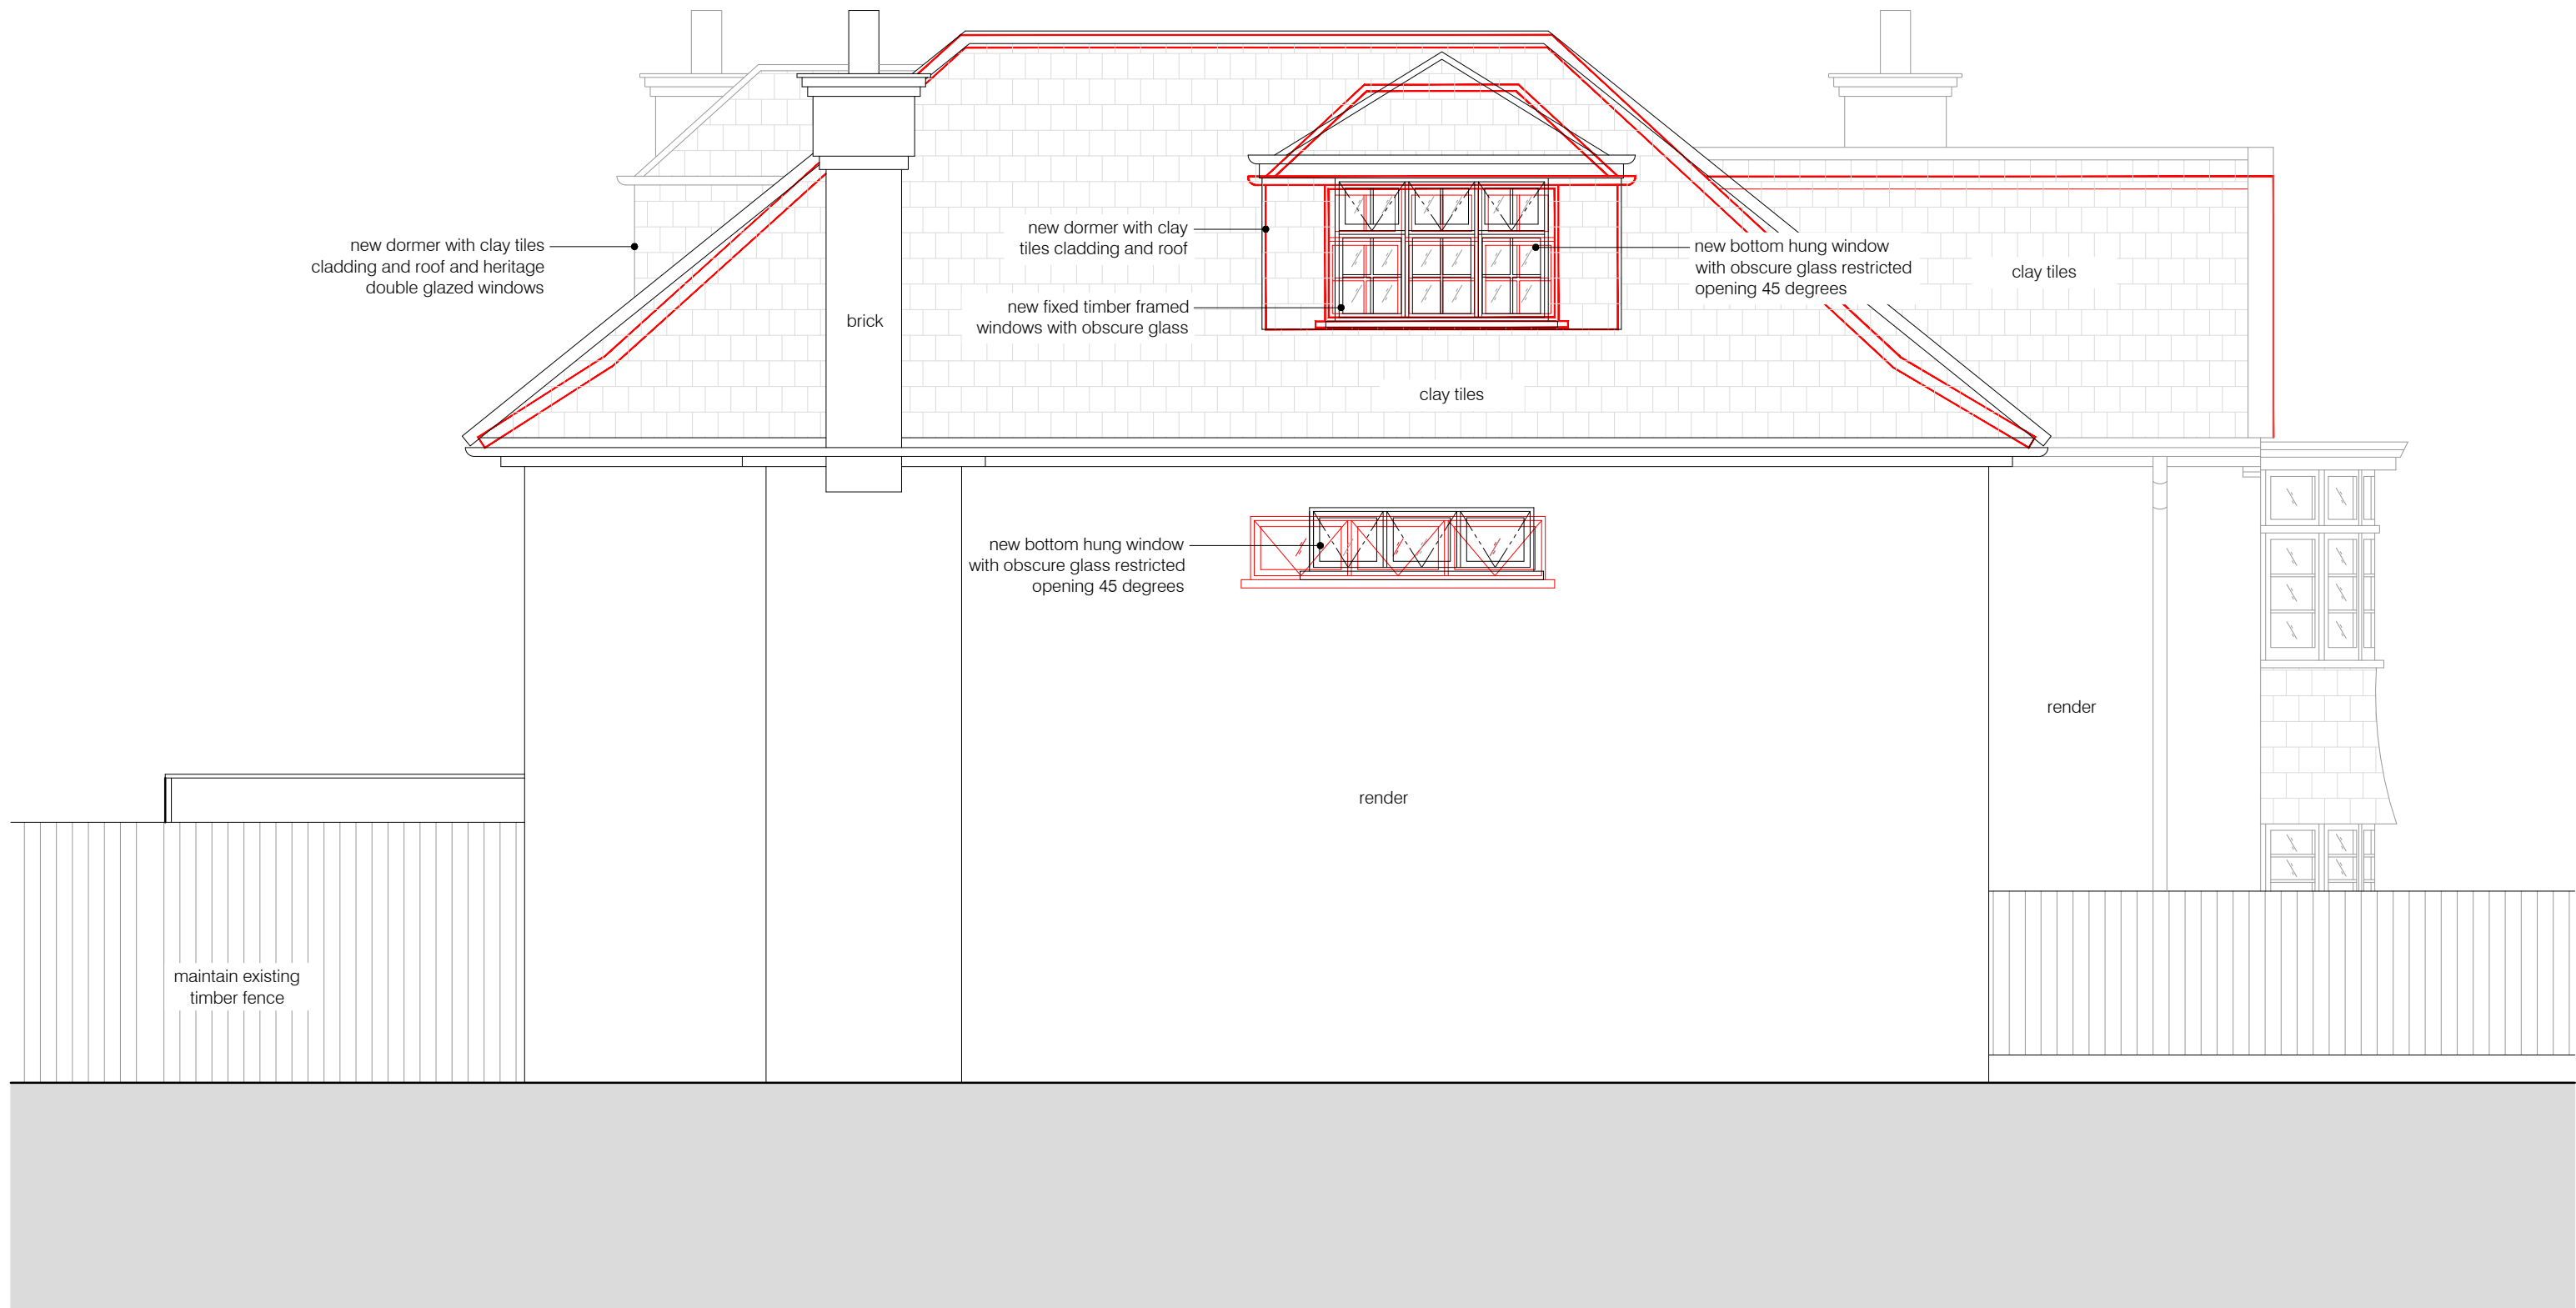 new dormer with clay tiles
cladding and roof and heritage
double glazed windows
brick
new dormer with clay
tiles cladding and roof
new fixed timber framed
windows with obscure glass
new bottom hung window
with obscure glass restricted
opening 45 degrees
clay tiles
clay tiles
new bottom hung window
with obscure glass restricted
opening 45 degrees
render
render
maintain existing
timber fence